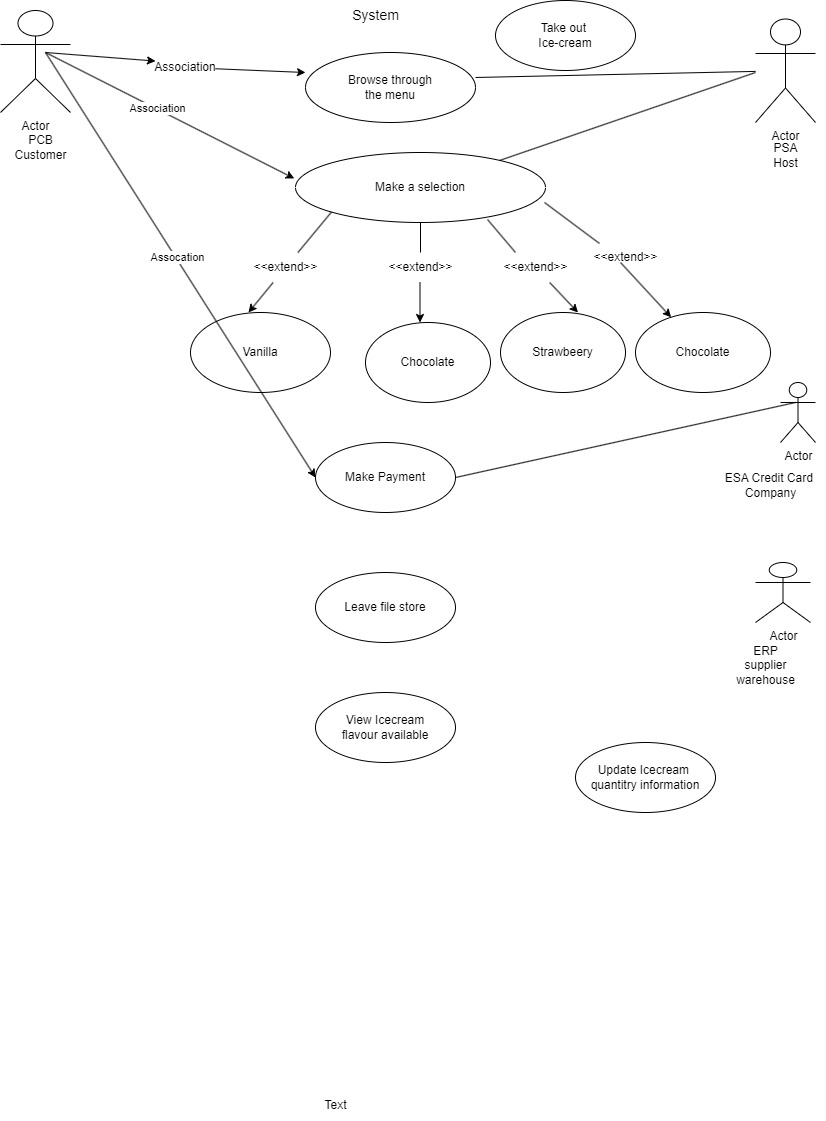 System
Take out
Ice-cream
Association
Browse through
the menu
Association
Actor
PCB
Customer
Actor
PSA
Host
Make a selection
Assocation
<<extend>>
<<extend>>
<<extend>>
<<extend>>
Vanilla
Chocolate
Strawbeery
Chocolate
Make Payment
Actor
ESA Credit Card
Company
Leave file store
Actor
ERP
supplier
warehouse
View Icecream
flavour available
Update Icecream
quantitry information
Text